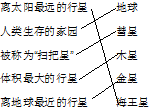 离太阳最远的行星 地球
人类生存的家园 彗星
被称为“扫把星” 木星
体积最大的行星 金星
离地球最近的行星 海王星